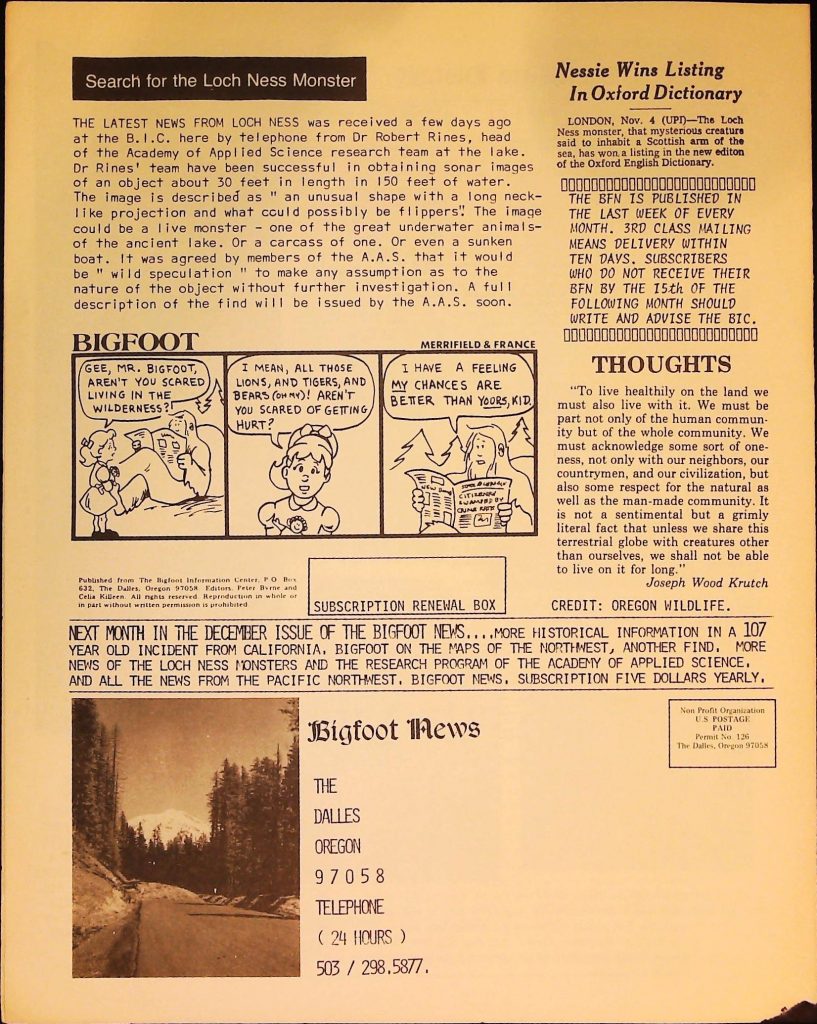 Search for the Loch Ness Monster
THE LATEST NEWS FROM LOCH NESS was received a few days ago
at the B.I.C. here by telephone from Dr Robert Rines, head
of the Academy of Applied Science research team at the lake.
Dr Rines' team have been successful in obtaining sonar images
of an object about 30 feet in length in 150 feet of water.
The image is described as " an unusual shape with a long neck-
like projection and what could possibly be flippers". The image
could be a live monster - one of the great underwater animals-
of the ancient lake. Or a carcass of one. Or even a sunken
boat. It was agreed by members of the A.A.S. that it would
be " wild speculation " to make any assumption as to the
nature of the object without further investigation. A full
description of the find will be issued by the A.A.S. soon.
BIGFOOT
MERRIFIELD & FRANCE
GEE, MR. BIGFOOT,
AREN'T YOU SCARED
LIVING IN THE
WILDERNESS?
I MEAN, ALL THOSE
LIONS, AND TIGERS, AND
BEARS (OH MY)! AREN'T
YOU SCARED OF GETTING
HURT?
I HAVE A FEELING
MY CHANCES ARE
BETTER THAN YOURS, KID.
CITIZENS
CRIME RATE
Published from The Bigfoot Information Center, P.O. Box
632, The Dalles, Oregon 97058. Editors, Peter Byrne and
Celia Killeen. All rights reserved. Reproduction in whole or
in part without written permission is prohibited.
SUBSCRIPTION RENEWAL BOX
Nessie Wins Listing
In Oxford Dictionary
LONDON, Nov. 4 (UPI)—The Loch
Ness monster, that mysterious creature
said to inhabit a Scottish arm of the
sea, has won a listing in the new editon
of the Oxford English Dictionary.
THE BFN IS PUBLISHED IN
THE LAST WEEK OF EVERY
MONTH. 3RD CLASS MAILING
MEANS DELIVERY WITHIN
TEN DAYS. SUBSCRIBERS
WHO DO NOT RECEIVE THEIR
BFN BY THE 15th OF THE
FOLLOWING MONTH SHOULD
WRITE AND ADVISE THE BIC.
THOUGHTS
"To live healthily on the land we
must also live with it. We must be
part not only of the human commun-
ity but of the whole community. We
must acknowledge some sort of one-
ness, not only with our neighbors, our
countrymen, and our civilization, but
also some respect for the natural as
well as the man-made community. It
is not a sentimental but a grimly
literal fact that unless we share this
terrestrial globe with creatures other
than ourselves, we shall not be able
to live on it for long."
Joseph Wood Krutch
CREDIT: OREGON WILDLIFE.
NEXT MONTH IN THE DECEMBER ISSUE OF THE BIGFOOT NEWS....MORE HISTORICAL INFORMATION IN A 107
YEAR OLD INCIDENT FROM CALIFORNIA. BIGFOOT ON THE MAPS OF THE NORTHWEST, ANOTHER FIND. MORE
NEWS OF THE LOCH NESS MONSTERS AND THE RESEARCH PROGRAM OF THE ACADEMY OF APPLIED SCIENCE.
AND ALL THE NEWS FROM THE PACIFIC NORTHWEST. BIGFOOT NEWS. SUBSCRIPTION FIVE DOLLARS YEARLY.
Bigfoot News
THE
DALLES
OREGON
97058
TELEPHONE
( 24 HOURS )
503 / 298.5877.
Non Profit Organization
U.S POSTAGE
PAID
Permit No. 126
The Dalles, Oregon 97058